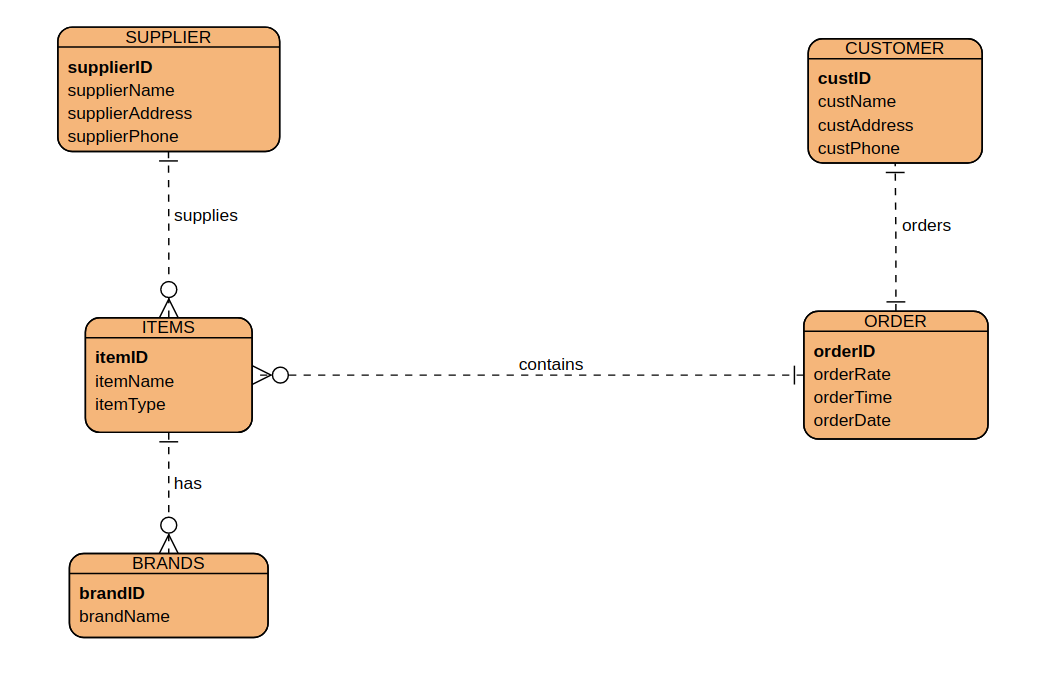 SUPPLIER
supplierID
supplierName
supplierAddress
supplierPhone
CUSTOMER
custID
custName
custAddress
custPhone
supplies
orders
ITEMS
itemID
itemName
itemType
contains
ORDER
orderID
orderRate
orderTime
orderDate
has
BRANDS
brandID
brandName